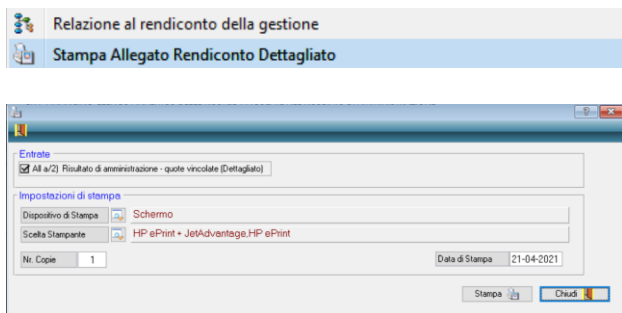 Relazione al rendiconto della gestione
Stampa Allegato Rendiconto Dettagliato
Entrate
All a/2) Risultato di amministrazione - quote vincolate (Dettagliato)
Impostazioni di stampa
Dispositivo di Stampa Schermo
Scelta Stampante HP ePrint + JetAdvantage,HP ePrint
Nr. Copie 1 Data di Stampa 21-04-2021
Stampa Chiudi